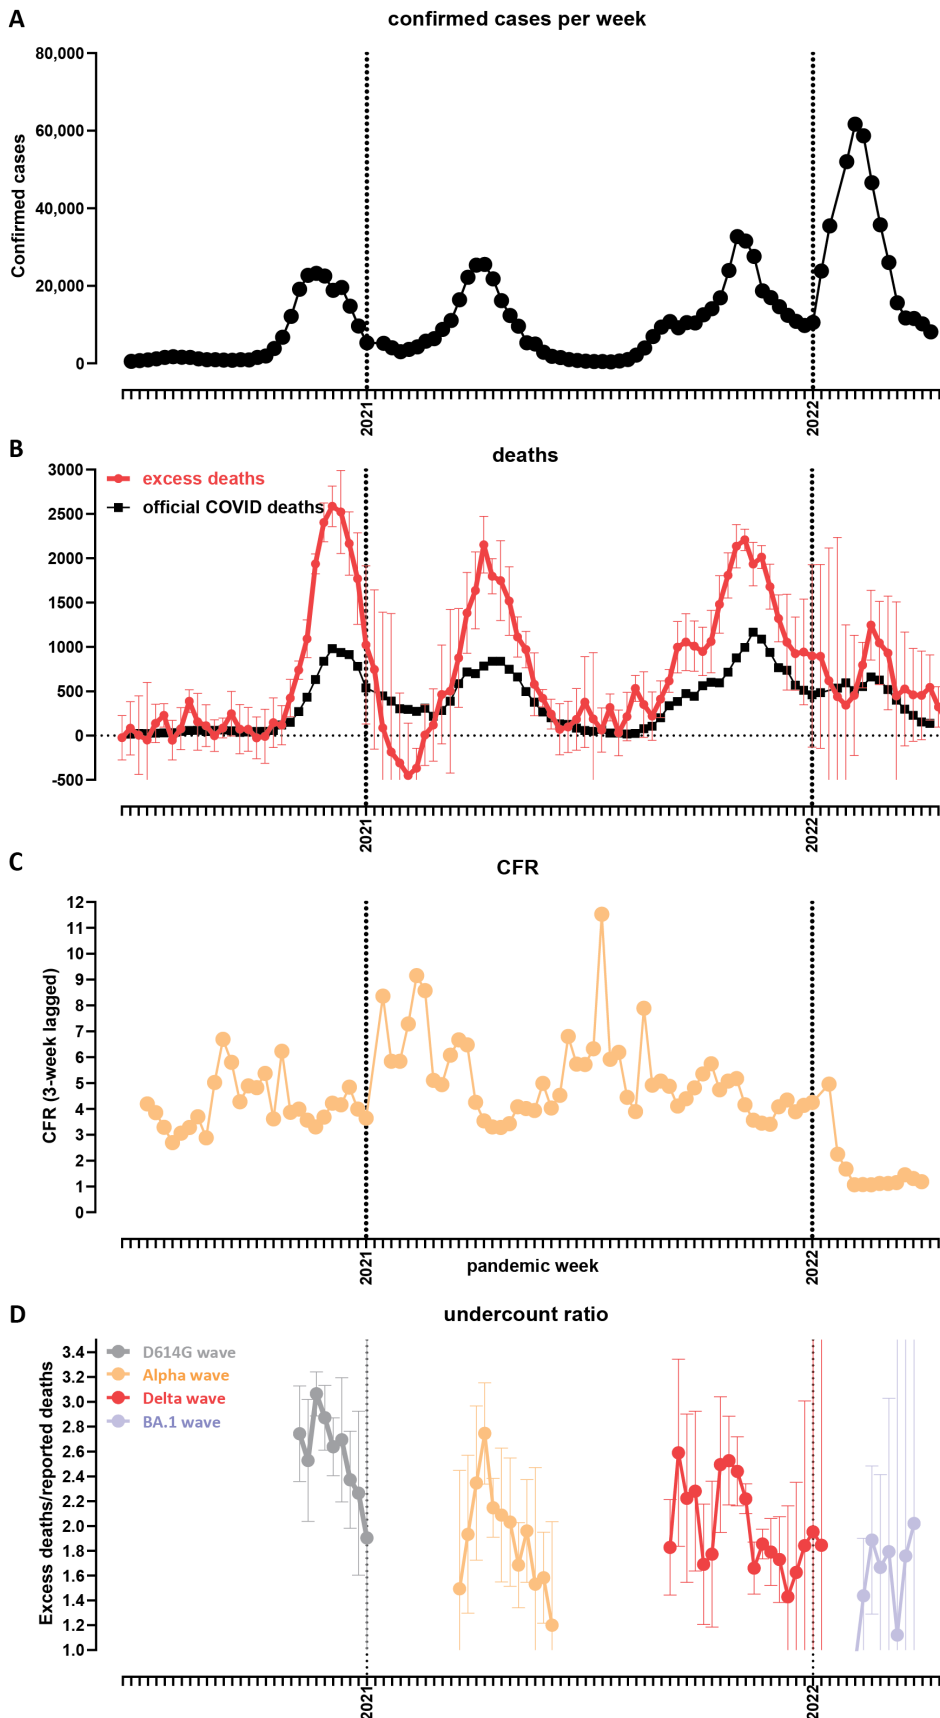 A
confirmed cases per week
80,000
60,000
40,000
20,000
0
Confirmed cases
2021
2022
B
deaths
3000
2500
2000
1500
1000
500
0
-500
excess deaths
official COVID deaths
2021
2022
C
CFR
12
11
10
9
8
7
6
5
4
3
2
1
0
CFR (3-week lagged)
2021
pandemic week
2022
D
undercount ratio
3.4
3.2
3.0
2.8
2.6
2.4
2.2
2.0
1.8
1.6
1.4
1.2
1.0
Excess deaths/reported deaths
D614G wave
Alpha wave
Delta wave
BA.1 wave
2021
2022